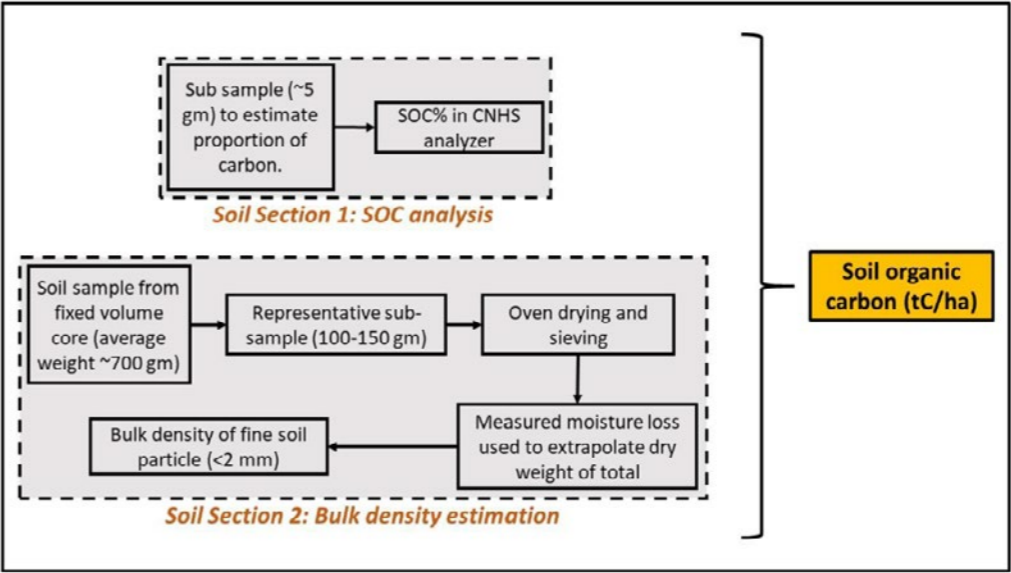 Sub sample (~5
gm) to estimate
proportion of
carbon.
SOC% in CNHS
analyzer
Soil Section 1: SOC analysis
Soil sample from
fixed volume
core (average
weight ~700 gm)
Representative sub-
sample (100-150 gm)
Oven drying and
sieving
Measured moisture loss
used to extrapolate dry
weight of total
Bulk density of fine soil
particle (<2 mm)
Soil Section 2: Bulk density estimation
Soil organic
carbon (tC/ha)